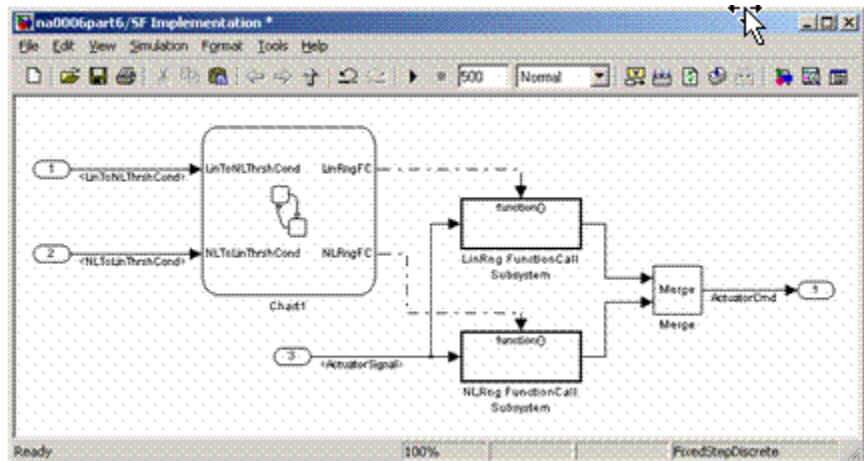 na0006part6/SF Implementation *
File Edit View Simulation Format Tools Help
500 Normal
1
<LinToNLThrshCond>
LinToNLThrshCond LinRngFC
function()
2
<NLToLinThrshCond>
NLToLinThrshCond NLRngFC
LinRng FunctionCall
Subsystem
Chart1
Merge
ActuatorCmd
1
Merge
3
<ActuatorSignal>
function()
NLRng FunctionCall
Subsystem
Ready 100% FixedStepDiscrete